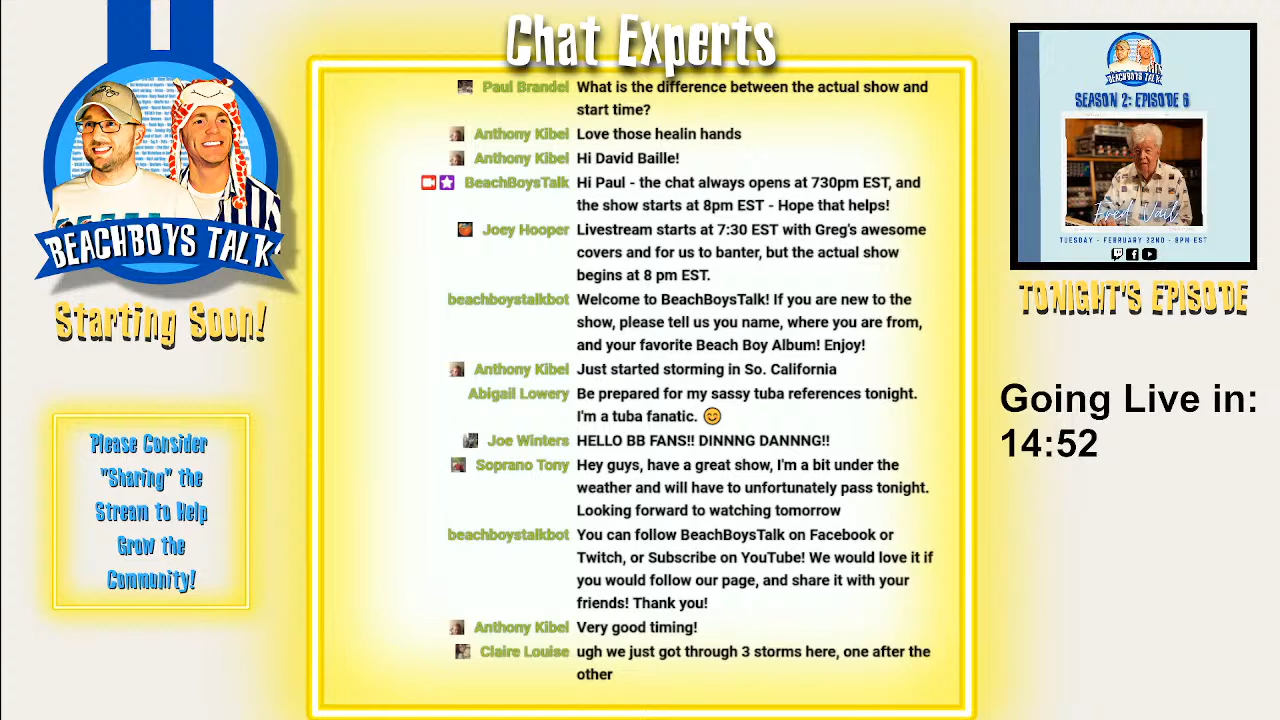 Chat Experts
BEACHBOYS TALK
Starting Soon!
Please Consider
"Sharing" the
Stream to Help
Grow the
Community!
Paul Brandel What is the difference between the actual show and
start time?
Anthony Kibel Love those healin hands
Anthony Kibel Hi David Baille!
BeachBoysTalk Hi Paul - the chat always opens at 730pm EST, and
the show starts at 8pm EST - Hope that helps!
Joey Hooper Livestream starts at 7:30 EST with Greg's awesome
covers and for us to banter, but the actual show
begins at 8 pm EST.
beachboystalkbot Welcome to BeachBoysTalk! If you are new to the
show, please tell us you name, where you are from,
and your favorite Beach Boy Album! Enjoy!
Anthony Kibel Just started storming in So. California
Abigail Lowery Be prepared for my sassy tuba references tonight.
I'm a tuba fanatic. 😊
Joe Winters HELLO BB FANS!! DINNNG DANNNG!!
Soprano Tony Hey guys, have a great show, I'm a bit under the
weather and will have to unfortunately pass tonight.
Looking forward to watching tomorrow
beachboystalkbot You can follow BeachBoysTalk on Facebook or
Twitch, or Subscribe on YouTube! We would love it if
you would follow our page, and share it with your
friends! Thank you!
Anthony Kibel Very good timing!
Claire Louise ugh we just got through 3 storms here, one after the
other
BEACHBOYS TALK
SEASON 2: EPISODE 6
Fred Vail
TUESDAY - FEBRUARY 22ND - 8PM EST
TONIGHT'S EPISODE
Going Live in:
14:52